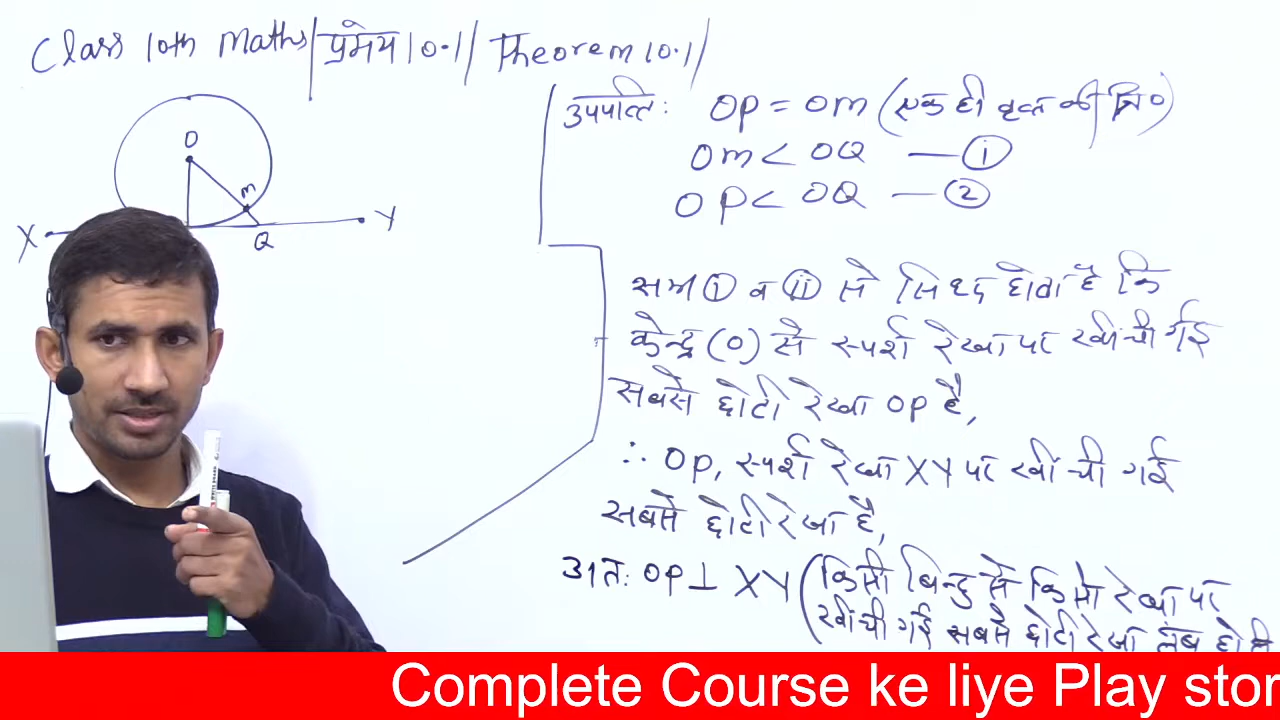 Class 10th Maths | प्रमेय 10.1 // Theorem 10.1 //
O
M
X
Q
Y
उपपत्ति: OP = OM (एक ही वृत्त की त्रि०)
OM < OQ — ①
OP < OQ — ②
सम ⓘ व ⓘⓘ से सिध्द होता है कि
केन्द्र (O) से स्पर्श रेखा पर खींची गई
सबसे छोटी रेखा OP है,
∴ OP, स्पर्श रेखा XY पर खींची गई
सबसे छोटी रेखा है,
अत: OP ⊥ XY (किसी बिन्दु से किसी रेखा पर
खींची गई सबसे छोटी रेखा लंब होती
Complete Course ke liye Play stor